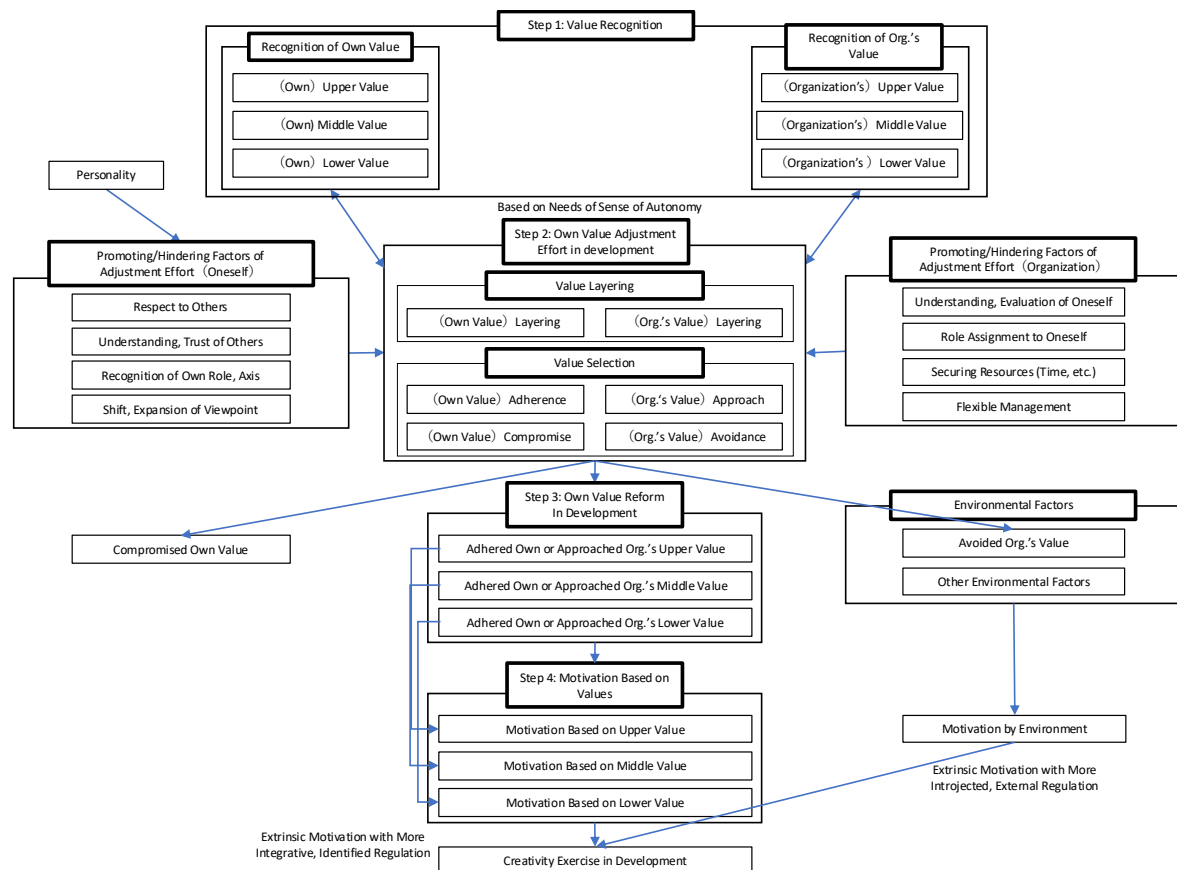 Step 1: Value Recognition
Recognition of Own Value
Recognition of Org.'s
Value
（Own） Upper Value
（Own) Middle Value
（Own） Lower Value
（Organization's） Upper Value
（Organization's） Middle Value
（Organization's ）Lower Value
Personality
Based on Needs of Sense of Autonomy
Step 2: Own Value Adjustment
Effort in development
Promoting/Hindering Factors of
Adjustment Effort（Oneself）
Respect to Others
Understanding, Trust of Others
Recognition of Own Role, Axis
Shift, Expansion of Viewpoint
Value Layering
（Own Value） Layering
（Org.'s Value） Layering
Value Selection
（Own Value） Adherence
（Org.'s Value） Approach
（Own Value） Compromise
（Org.'s Value） Avoidance
Promoting/Hindering Factors of
Adjustment Effort（Organization）
Understanding, Evaluation of Oneself
Role Assignment to Oneself
Securing Resources (Time, etc.)
Flexible Management
Step 3: Own Value Reform
In Development
Compromised Own Value
Adhered Own or Approached Org.'s Upper Value
Adhered Own or Approached Org.'s Middle Value
Adhered Own or Approached Org.'s Lower Value
Environmental Factors
Avoided Org.'s Value
Other Environmental Factors
Step 4: Motivation Based on
Values
Motivation Based on Upper Value
Motivation Based on Middle Value
Motivation Based on Lower Value
Motivation by Environment
Extrinsic Motivation with More
Introjected, External Regulation
Extrinsic Motivation with More
Integrative, Identified Regulation
Creativity Exercise in Development